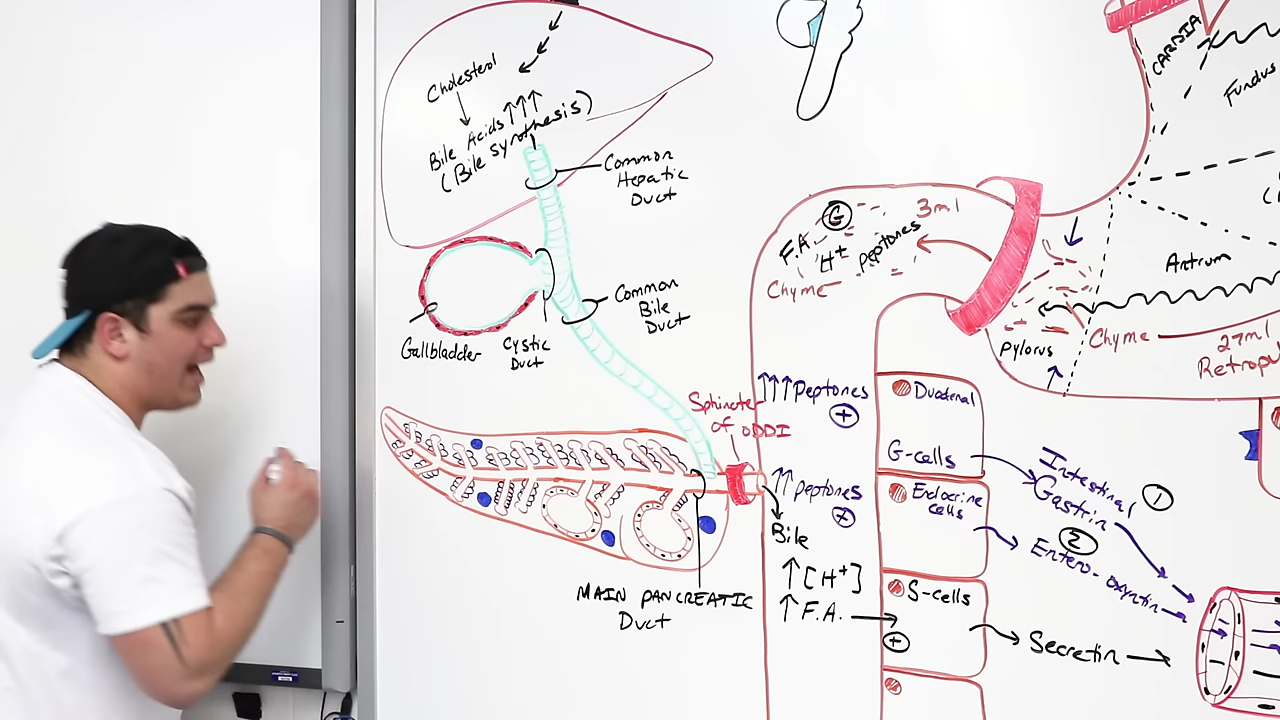 Cholesterol
Bile Acids ↑↑↑
(Bile synthesis)
Common
Hepatic
Duct
Common
Bile
Duct
Gallbladder
Cystic
Duct
Sphincter
of ODDI
MAIN PANCREATIC
Duct
G
3ml
F.A.
H+
Peptones
Chyme
CARDIA
Fundus
Antrum
Pylorus
Chyme
27ml
Retropul
↑↑↑Peptones
+
↑↑Peptones
+
Bile
↑[H+]
↑F.A.
+
Duodenal
G-cells
Endocrine
cells
S-cells
Intestinal
Gastrin
1
2
Entero-oxyntin
Secretin